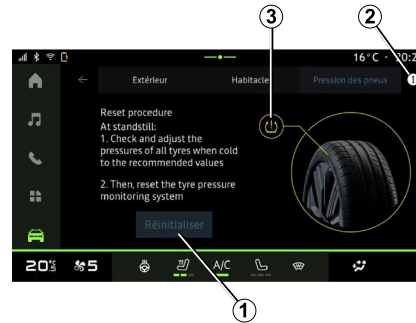 3
2
16°C · 20:2
Extérieur
Habitacle
Pression des pneus
Reset procedure
At standstill:
1. Check and adjust the
pressures of all tyres when cold
to the recommended values
2. Then, reset the tyre pressure
monitoring system
Réinitialiser
5
A/C
1